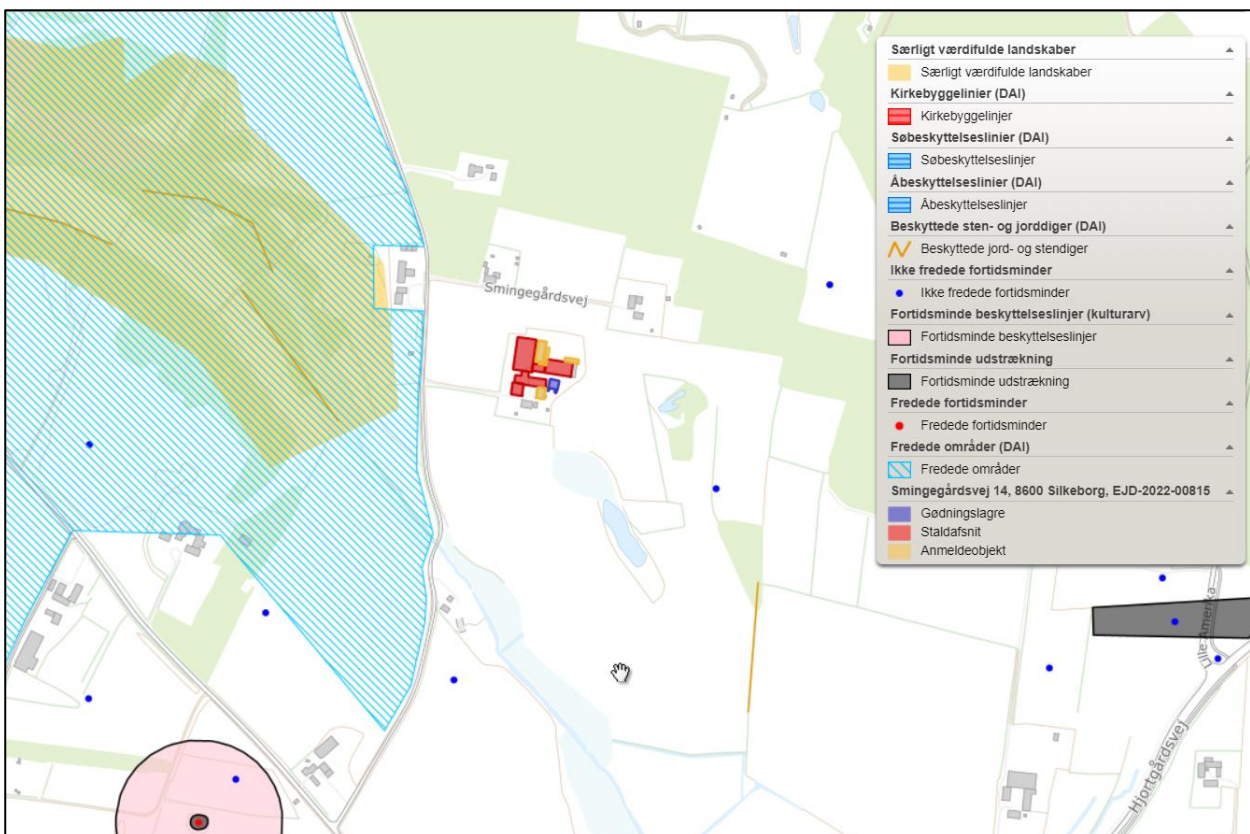 Særligt værdifulde landskaber
Særligt værdifulde landskaber
Kirkebyggelinier (DAI)
Kirkebyggelinjer
Søbeskyttelseslinier (DAI)
Søbeskyttelseslinjer
Åbeskyttelseslinier (DAI)
Åbeskyttelseslinjer
Beskyttede sten- og jorddiger (DAI)
Beskyttede jord- og stendiger
Ikke fredede fortidsminder
Ikke fredede fortidsminder
Fortidsminde beskyttelseslinjer (kulturarv)
Fortidsminde beskyttelseslinjer
Fortidsminde udstrækning
Fortidsminde udstrækning
Fredede fortidsminder
Fredede fortidsminder
Fredede områder (DAI)
Fredede områder
Smingegårdsvej 14, 8600 Silkeborg, EJD-2022-00815
Gødningslagre
Staldafsnit
Anmeldeobjekt
Smingegårdsvej
Lille-Amerika
Hjortgårdsvej